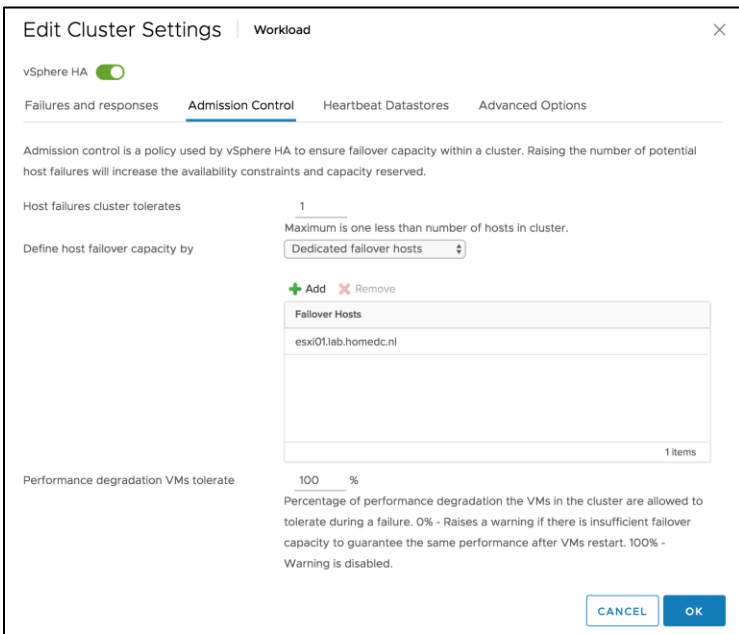 Edit Cluster Settings Workload
vSphere HA
Failures and responses Admission Control Heartbeat Datastores Advanced Options
Admission control is a policy used by vSphere HA to ensure failover capacity within a cluster. Raising the number of potential
host failures will increase the availability constraints and capacity reserved.
Host failures cluster tolerates 1
Maximum is one less than number of hosts in cluster.
Define host failover capacity by Dedicated failover hosts
Add Remove
Failover Hosts
esxi01.lab.homedc.nl
1 items
Performance degradation VMs tolerate 100 %
Percentage of performance degradation the VMs in the cluster are allowed to
tolerate during a failure. 0% - Raises a warning if there is insufficient failover
capacity to guarantee the same performance after VMs restart. 100% -
Warning is disabled.
CANCEL OK